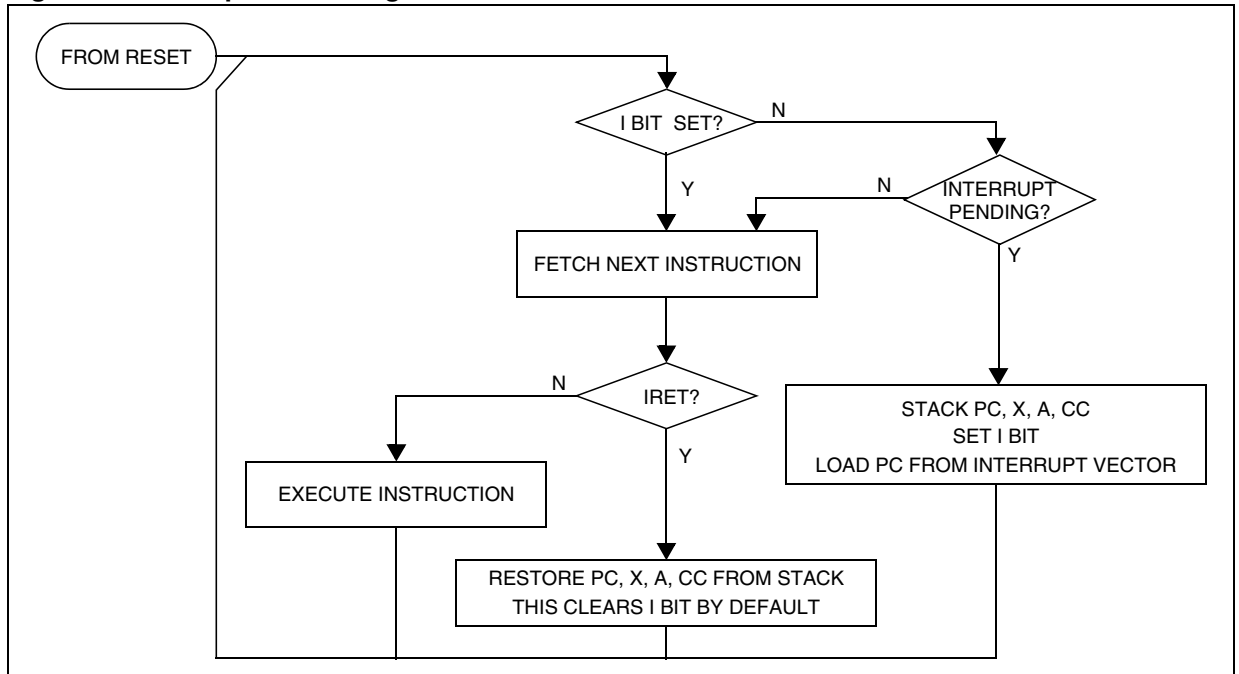 FROM RESET
I BIT SET?
N
Y
N
INTERRUPT
PENDING?
Y
FETCH NEXT INSTRUCTION
N
IRET?
Y
STACK PC, X, A, CC
SET I BIT
LOAD PC FROM INTERRUPT VECTOR
EXECUTE INSTRUCTION
RESTORE PC, X, A, CC FROM STACK
THIS CLEARS I BIT BY DEFAULT